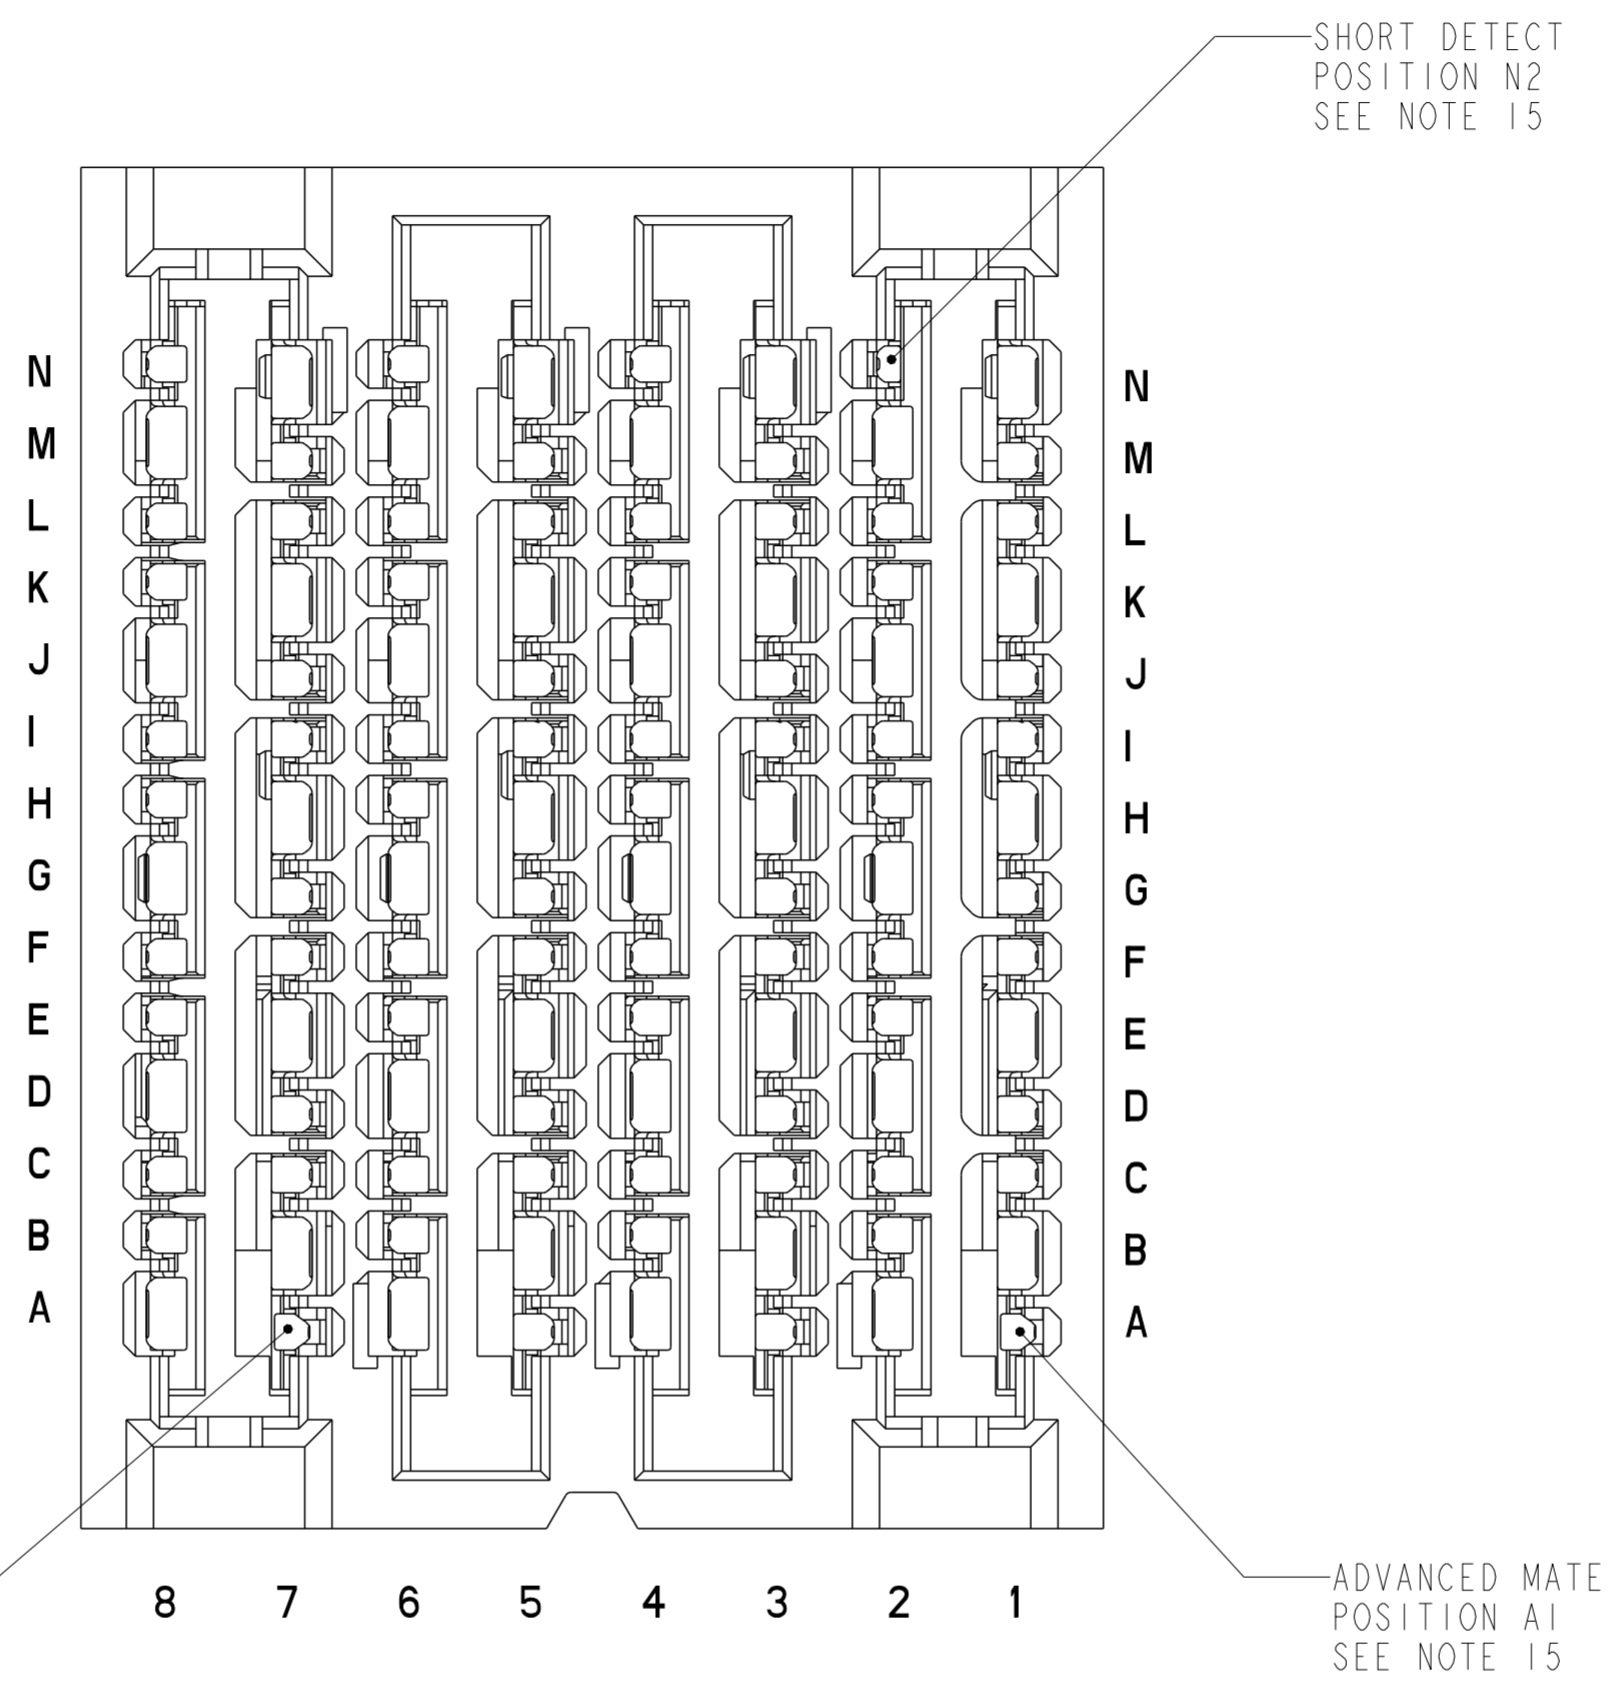 SHORT DETECT
POSITION N2
SEE NOTE 15
N
M
L
K
J
I
H
G
F
E
D
C
B
A
N
M
L
K
J
I
H
G
F
E
D
C
B
A
8 7 6 5 4 3 2 1
ADVANCED MATE
POSITION A1
SEE NOTE 15